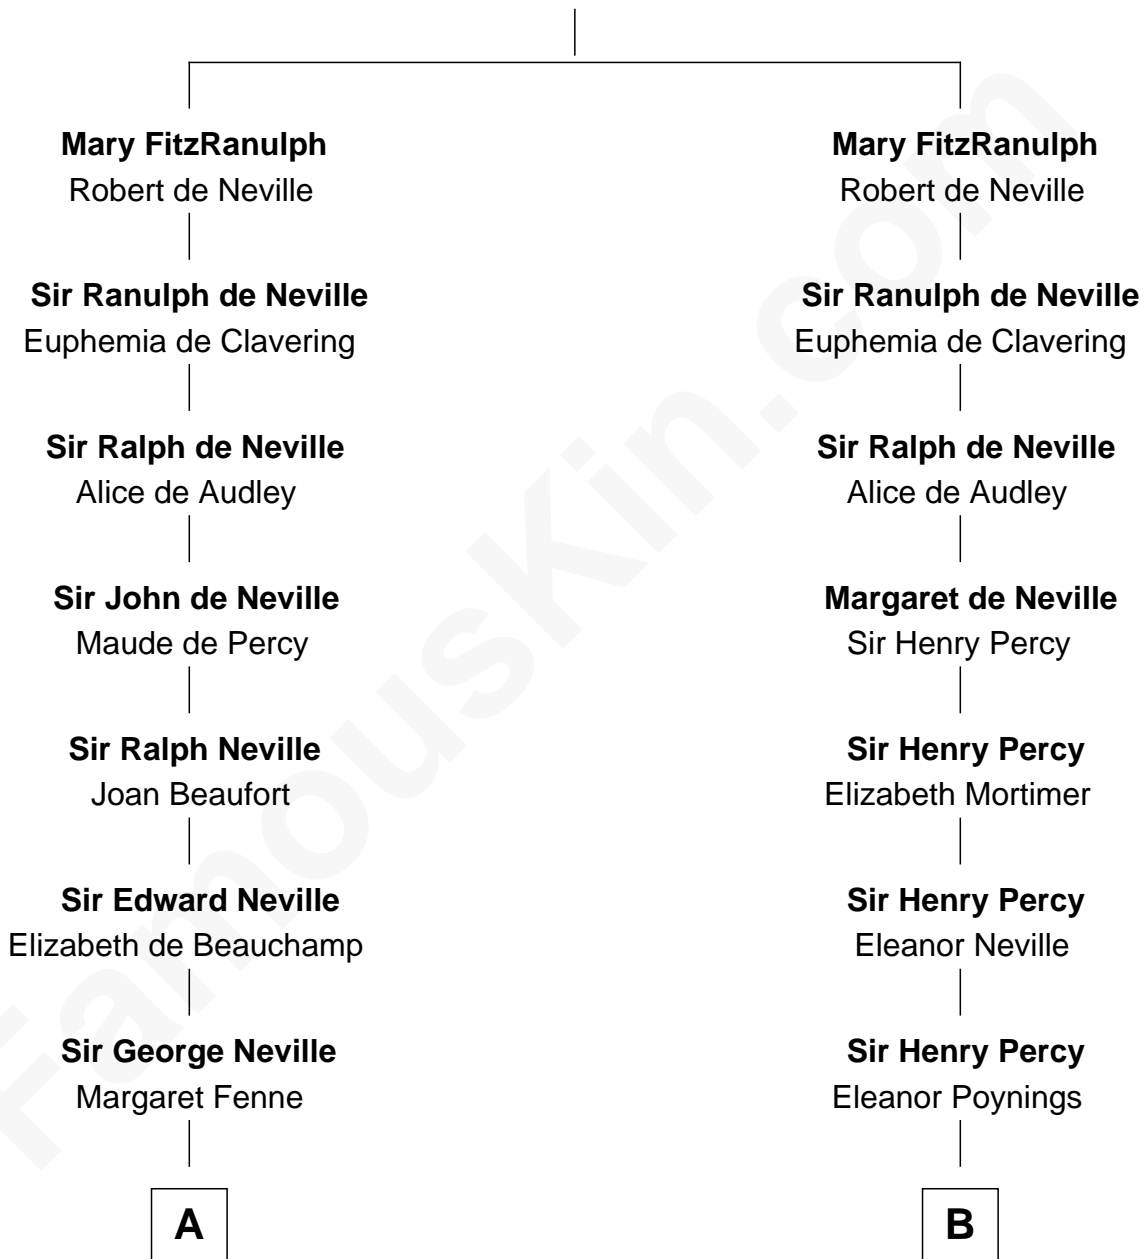 Mary FitzRanulph
Robert de Neville
Sir Ranulph de Neville
Euphemia de Clavering
Sir Ralph de Neville
Alice de Audley
Sir John de Neville
Maude de Percy
Sir Ralph Neville
Joan Beaufort
Sir Edward Neville
Elizabeth de Beauchamp
Sir George Neville
Margaret Fenne
A
Mary FitzRanulph
Robert de Neville
Sir Ranulph de Neville
Euphemia de Clavering
Sir Ralph de Neville
Alice de Audley
Margaret de Neville
Sir Henry Percy
Sir Henry Percy
Elizabeth Mortimer
Sir Henry Percy
Eleanor Neville
Sir Henry Percy
Eleanor Poynings
B
FamousKin.com